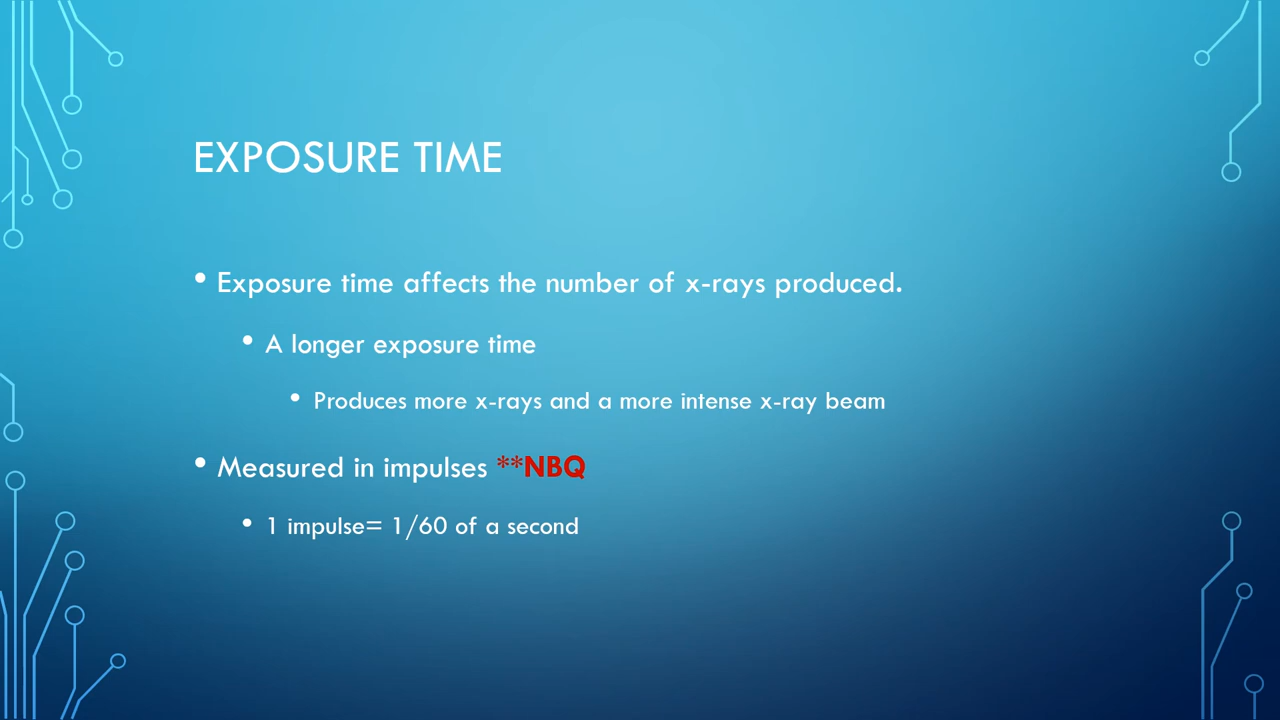 EXPOSURE TIME
• Exposure time affects the number of x-rays produced.
• A longer exposure time
• Produces more x-rays and a more intense x-ray beam
• Measured in impulses **NBQ
• 1 impulse= 1/60 of a second